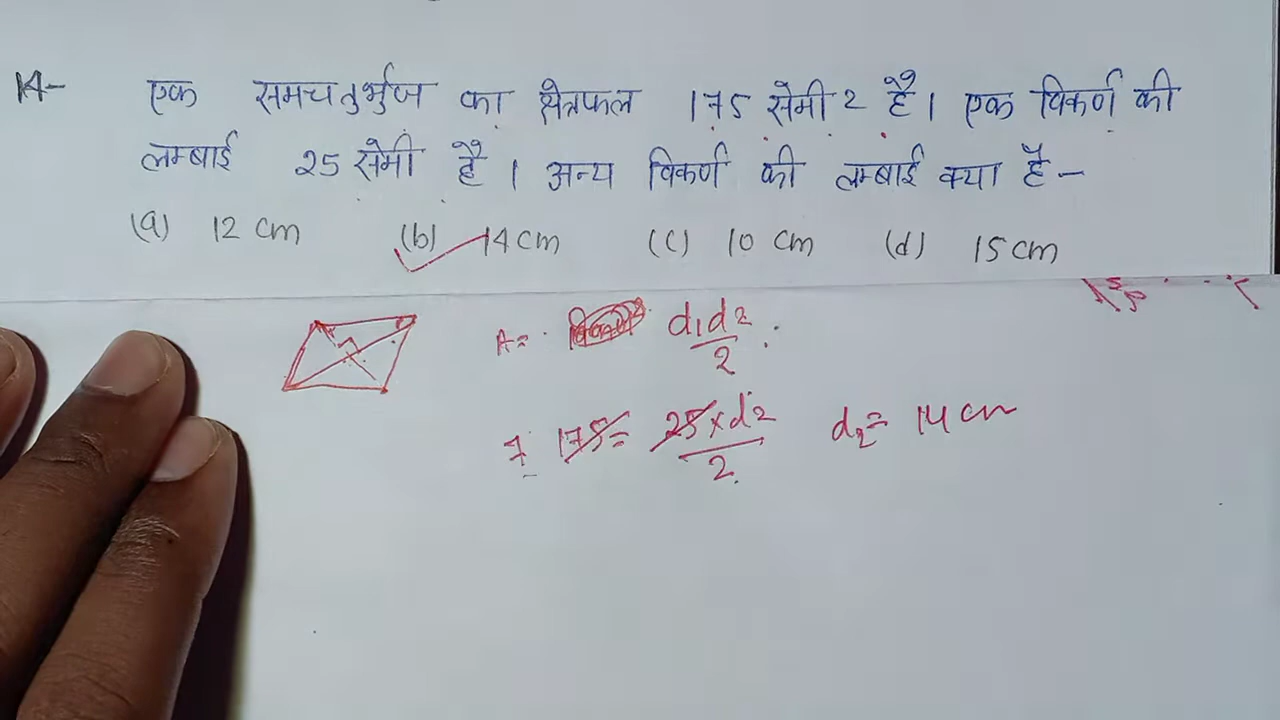 14- एक समचतुर्भुज का क्षेत्रफल 175 सेमी2 है। एक विकर्ण की
लम्बाई 25 सेमी है। अन्य विकर्ण की लम्बाई क्या है-
(a) 12 cm (b) 14 cm (c) 10 cm (d) 15 cm
A = d1d2/2
7 175 = 25×d2/2 d2 = 14 cm